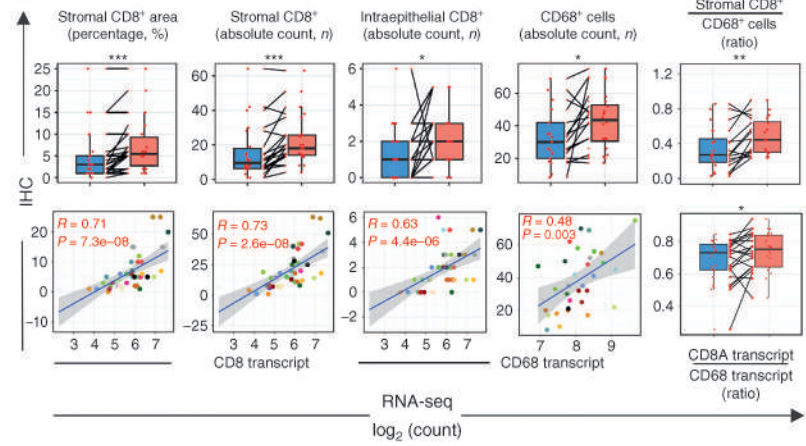 Stromal CD8⁺ area
(percentage, %)
***
25
20
15
10
5
0
Stromal CD8⁺
(absolute count, n)
***
60
40
20
0
Intraepithelial CD8⁺
(absolute count, n)
*
6
4
2
0
CD68⁺ cells
(absolute count, n)
*
80
60
40
20
Stromal CD8⁺
CD68⁺ cells
(ratio)
**
1.2
0.8
0.4
0.0
IHC
R = 0.71
P = 7.3e−08
20
10
0
−10
3 4 5 6 7
R = 0.73
P = 2.6e−08
50
25
0
−25
3 4 5 6 7
CD8 transcript
R = 0.63
P = 4.4e−06
6
4
2
0
−2
3 4 5 6 7
R = 0.48
P = 0.003
60
40
20
7 8 9
CD68 transcript
*
0.8
0.6
0.4
CD8A transcript
CD68 transcript
(ratio)
RNA-seq
log₂ (count)